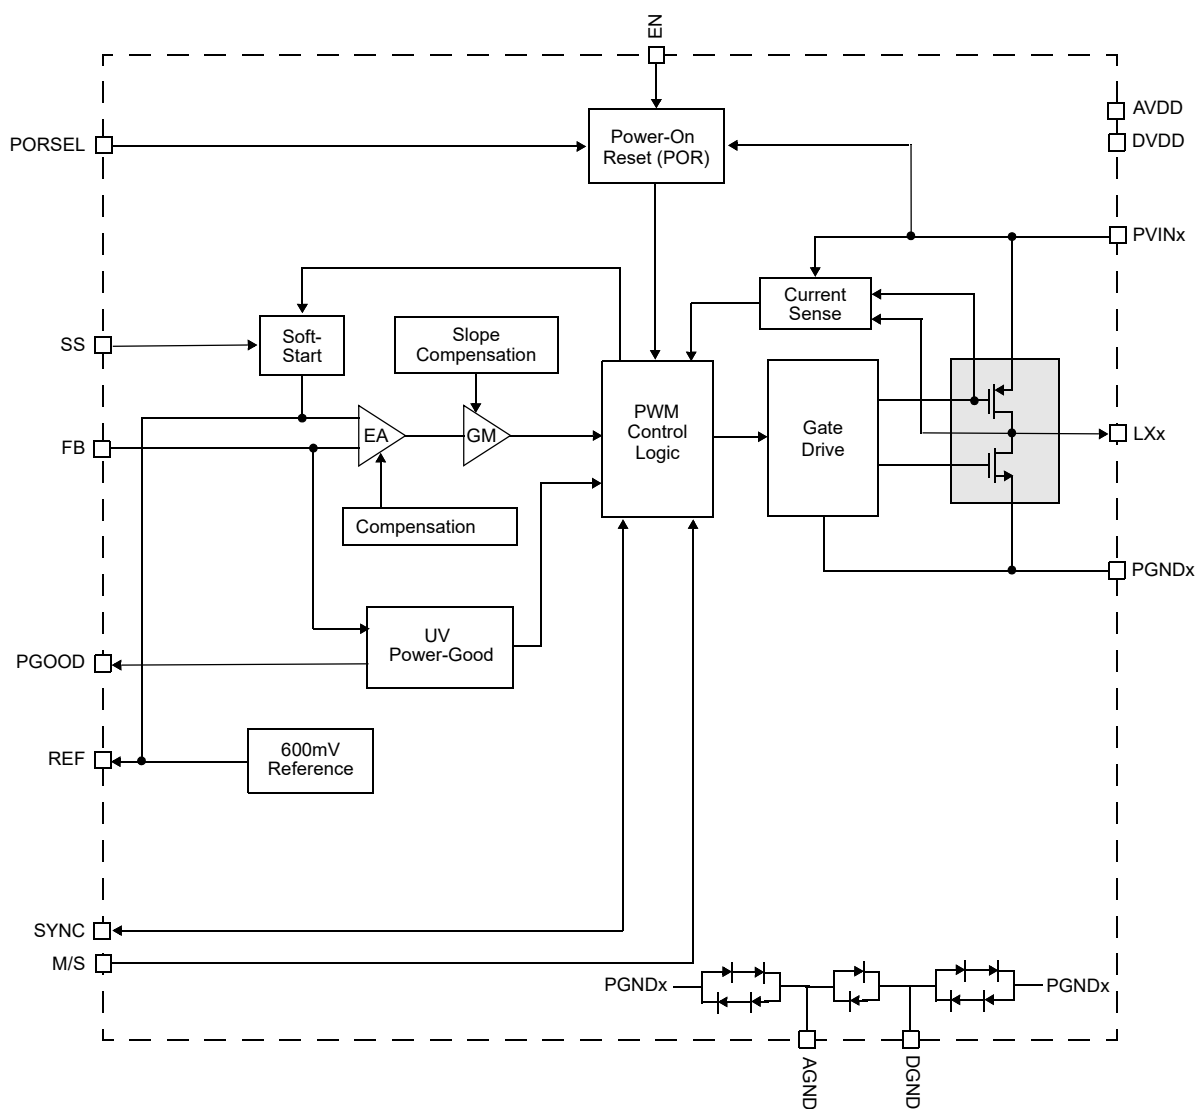 EN
AVDD
PORSEL
Power-On
Reset (POR)
DVDD
PVINx
Current
Sense
SS
Soft-
Start
Slope
Compensation
FB
EA
GM
PWM
Control
Logic
Gate
Drive
LXx
Compensation
PGNDx
UV
Power-Good
PGOOD
REF
600mV
Reference
SYNC
M/S
PGNDx
PGNDx
AGND
DGND